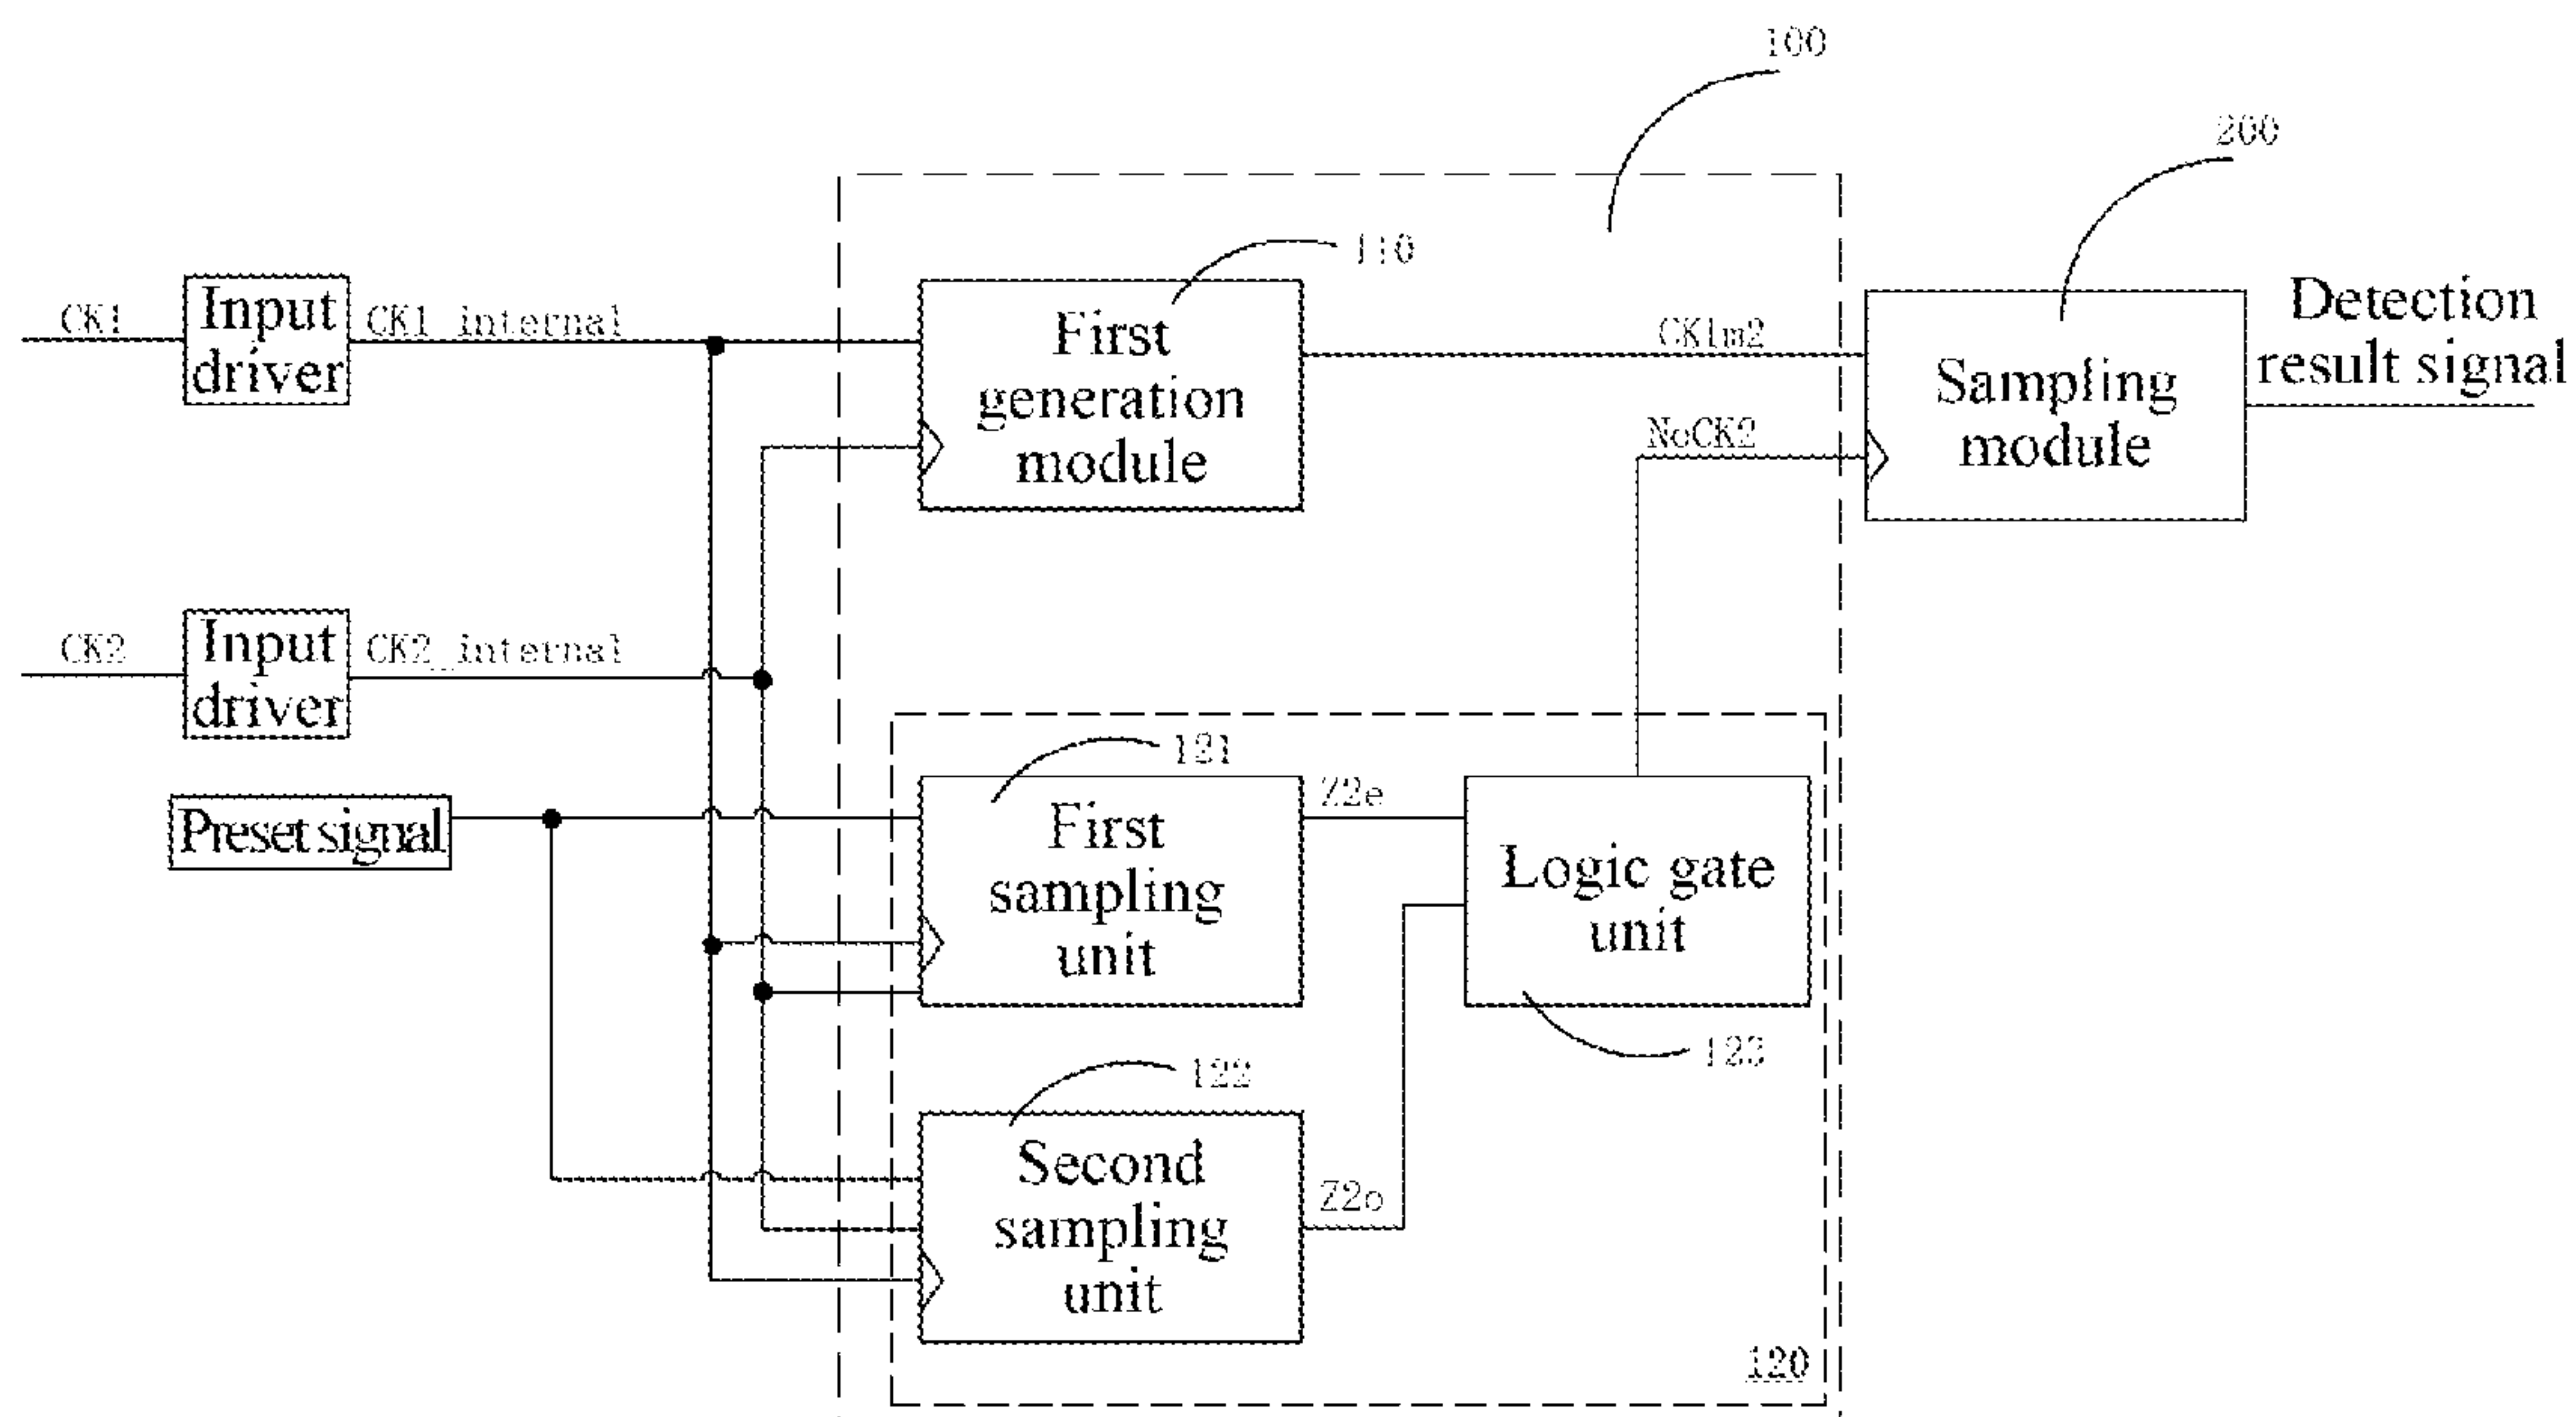 100
200
110
CK1
Input
driver
CK1_internal
First
generation
module
CK1m2
Sampling
module
Detection
result signal
NoCK2
CK2
Input
driver
CK2_internal
Preset signal
121
First
sampling
unit
Z2e
Logic gate
unit
123
122
Second
sampling
unit
Z2o
120